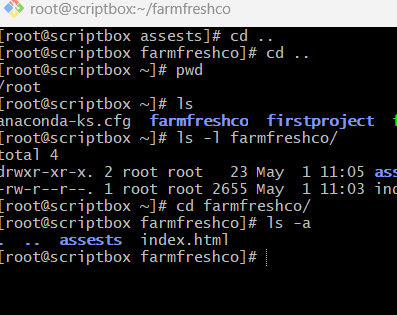 root@scriptbox:~/farmfreshco
[root@scriptbox assests]# cd ..
[root@scriptbox farmfreshco]# cd ..
[root@scriptbox ~]# pwd
/root
[root@scriptbox ~]# ls
anaconda-ks.cfg farmfreshco firstproject f
[root@scriptbox ~]# ls -l farmfreshco/
total 4
drwxr-xr-x. 2 root root 23 May 1 11:05 ass
-rw-r--r--. 1 root root 2655 May 1 11:03 ind
[root@scriptbox ~]# cd farmfreshco/
[root@scriptbox farmfreshco]# ls -a
. .. assests index.html
[root@scriptbox farmfreshco]#